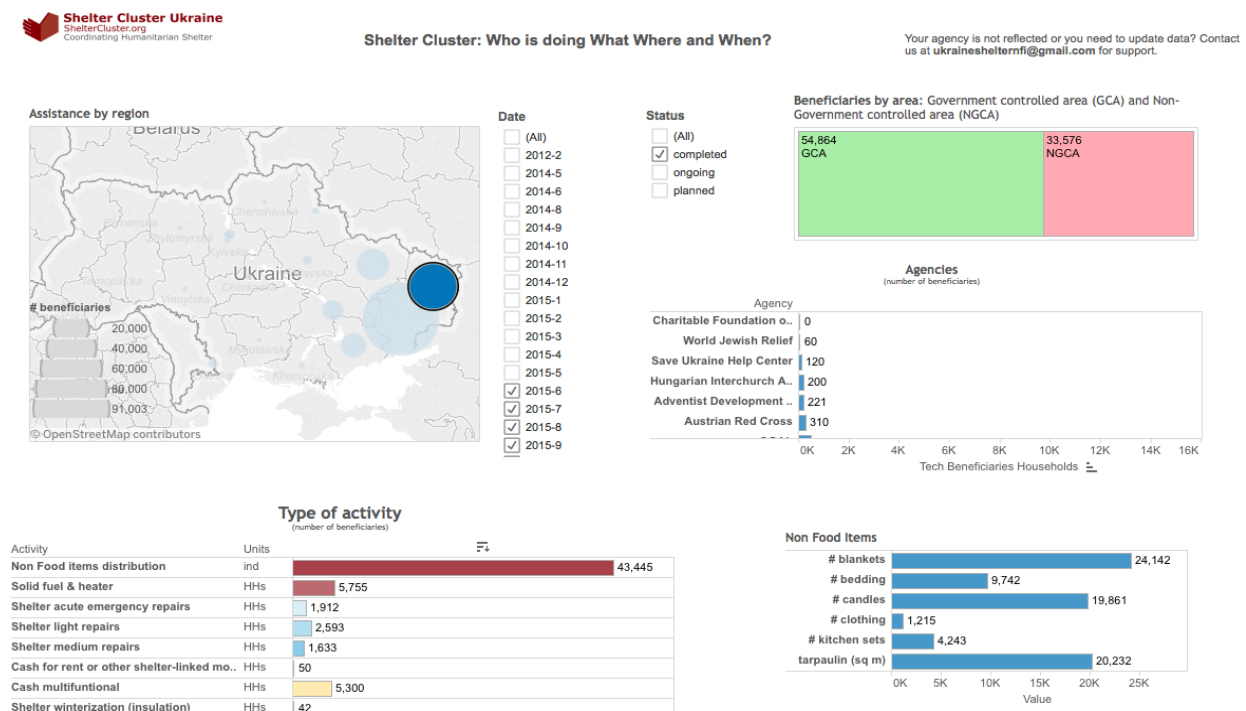 Shelter Cluster Ukraine
ShelterCluster.org
Coordinating Humanitarian Shelter
Shelter Cluster: Who is doing What Where and When?
Your agency is not reflected or you need to update data? Contact
us at ukraineshelternfi@gmail.com for support.
Assistance by region
Belarus
Chernihivska
Rivnenska
Zhytomyrska
Kyivska
Ukraine
Ternopilska
Cherkaska
Vinnytska
Mykolaivska
Khersonska
# beneficiaries
20,000
40,000
60,000
80,000
91,003
© OpenStreetMap contributors
Date
(All)
2012-2
2014-5
2014-6
2014-8
2014-9
2014-10
2014-11
2014-12
2015-1
2015-2
2015-3
2015-4
2015-5
2015-6
2015-7
2015-8
2015-9
Status
(All)
completed
ongoing
planned
Beneficiaries by area: Government controlled area (GCA) and Non-
Government controlled area (NGCA)
54,864
GCA
33,576
NGCA
Agencies
(number of beneficiaries)
Agency
Charitable Foundation o.. 0
World Jewish Relief 60
Save Ukraine Help Center 120
Hungarian Interchurch A.. 200
Adventist Development .. 221
Austrian Red Cross 310
0K 2K 4K 6K 8K 10K 12K 14K 16K
Tech Beneficiaries Households
Type of activity
(number of beneficiaries)
Activity Units
Non Food items distribution ind 43,445
Solid fuel & heater HHs 5,755
Shelter acute emergency repairs HHs 1,912
Shelter light repairs HHs 2,593
Shelter medium repairs HHs 1,633
Cash for rent or other shelter-linked mo.. HHs 50
Cash multifuntional HHs 5,300
Shelter winterization (insulation) HHs 42
Non Food Items
# blankets 24,142
# bedding 9,742
# candles 19,861
# clothing 1,215
# kitchen sets 4,243
tarpaulin (sq m) 20,232
0K 5K 10K 15K 20K 25K
Value